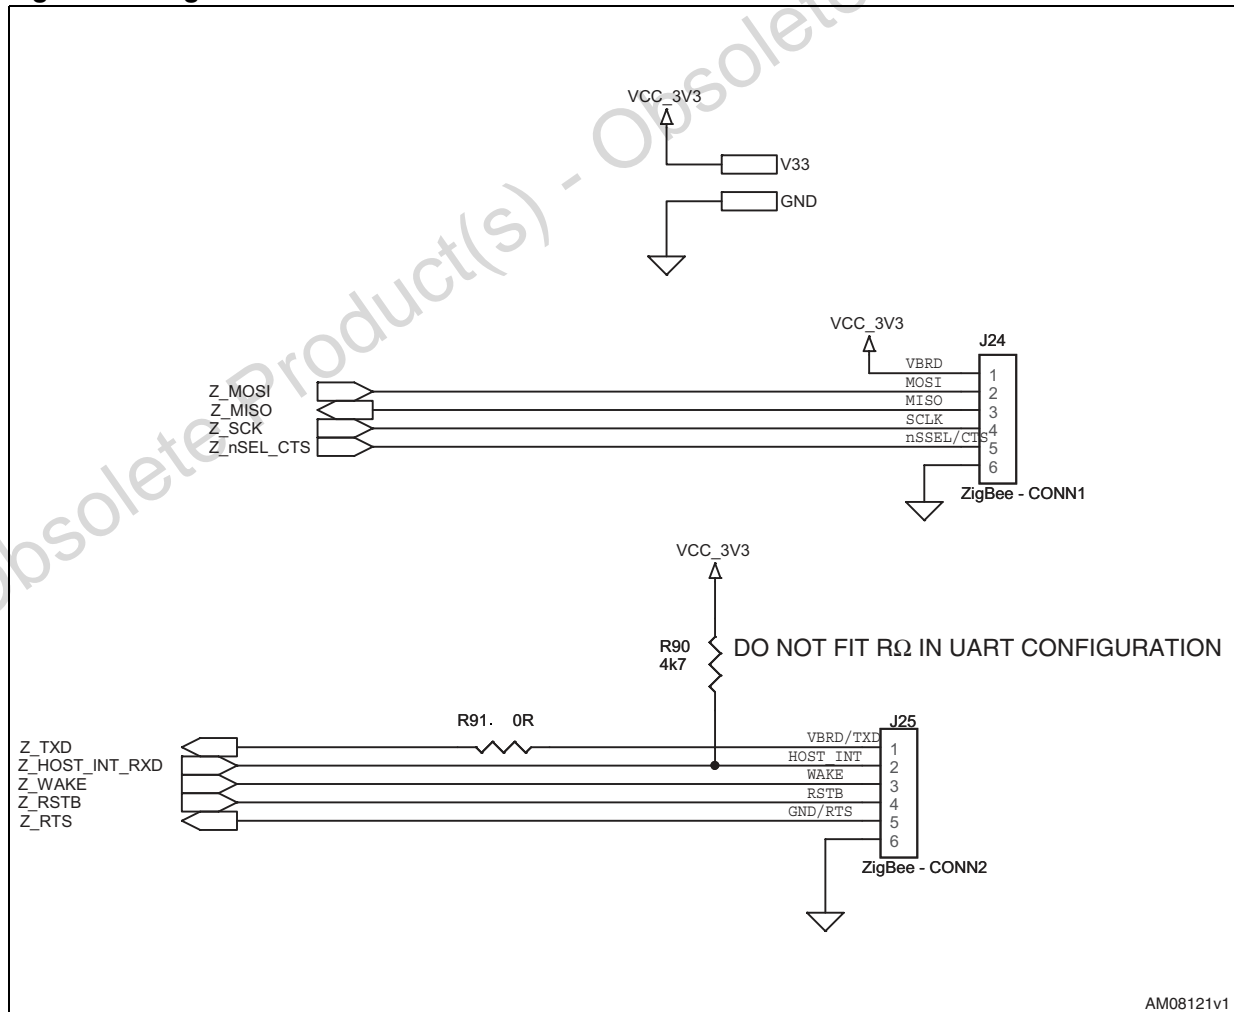 VCC_3V3
V33
GND
VCC_3V3
J24
VBRD
1
Z_MOSI
MOSI
2
Z_MISO
MISO
3
Z_SCK
SCLK
4
Z_nSEL_CTS
nSSEL/CTS
5
6
ZigBee - CONN1
VCC_3V3
R90
4k7
DO NOT FIT RΩ IN UART CONFIGURATION
R91. 0R
J25
Z_TXD
VBRD/TXD
1
Z_HOST_INT_RXD
HOST_INT
2
Z_WAKE
WAKE
3
Z_RSTB
RSTB
4
Z_RTS
GND/RTS
5
6
ZigBee - CONN2
AM08121v1
Obsolete Product(s) - Obsolete